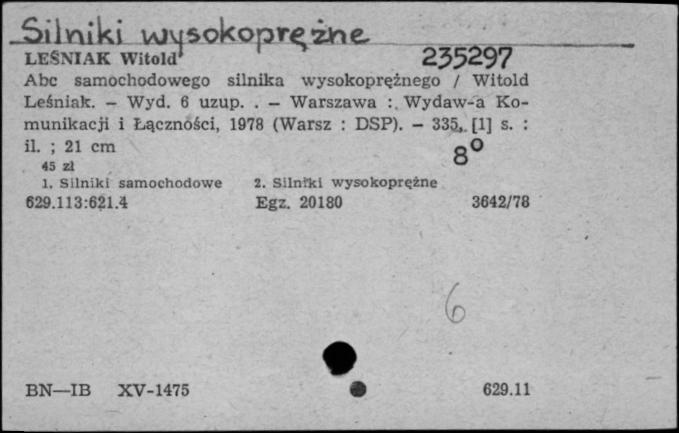 Silniki wysokoprężne
LEŚNIAK Witold 235297
Abc samochodowego silnika wysokoprężnego / Witold
Leśniak. — Wyd. 6 uzup. . — Warszawa : Wydaw-a Ko-
munikacji i Łączności, 1978 (Warsz : DSP). — 335, [1] s. :
il. ; 21 cm 8°
45 zł
1. Silniki samochodowe 2. Silniki wysokoprężne
629.113:621.4 Egz. 20180 3642/78
6
BN—IB XV-1475 629.11